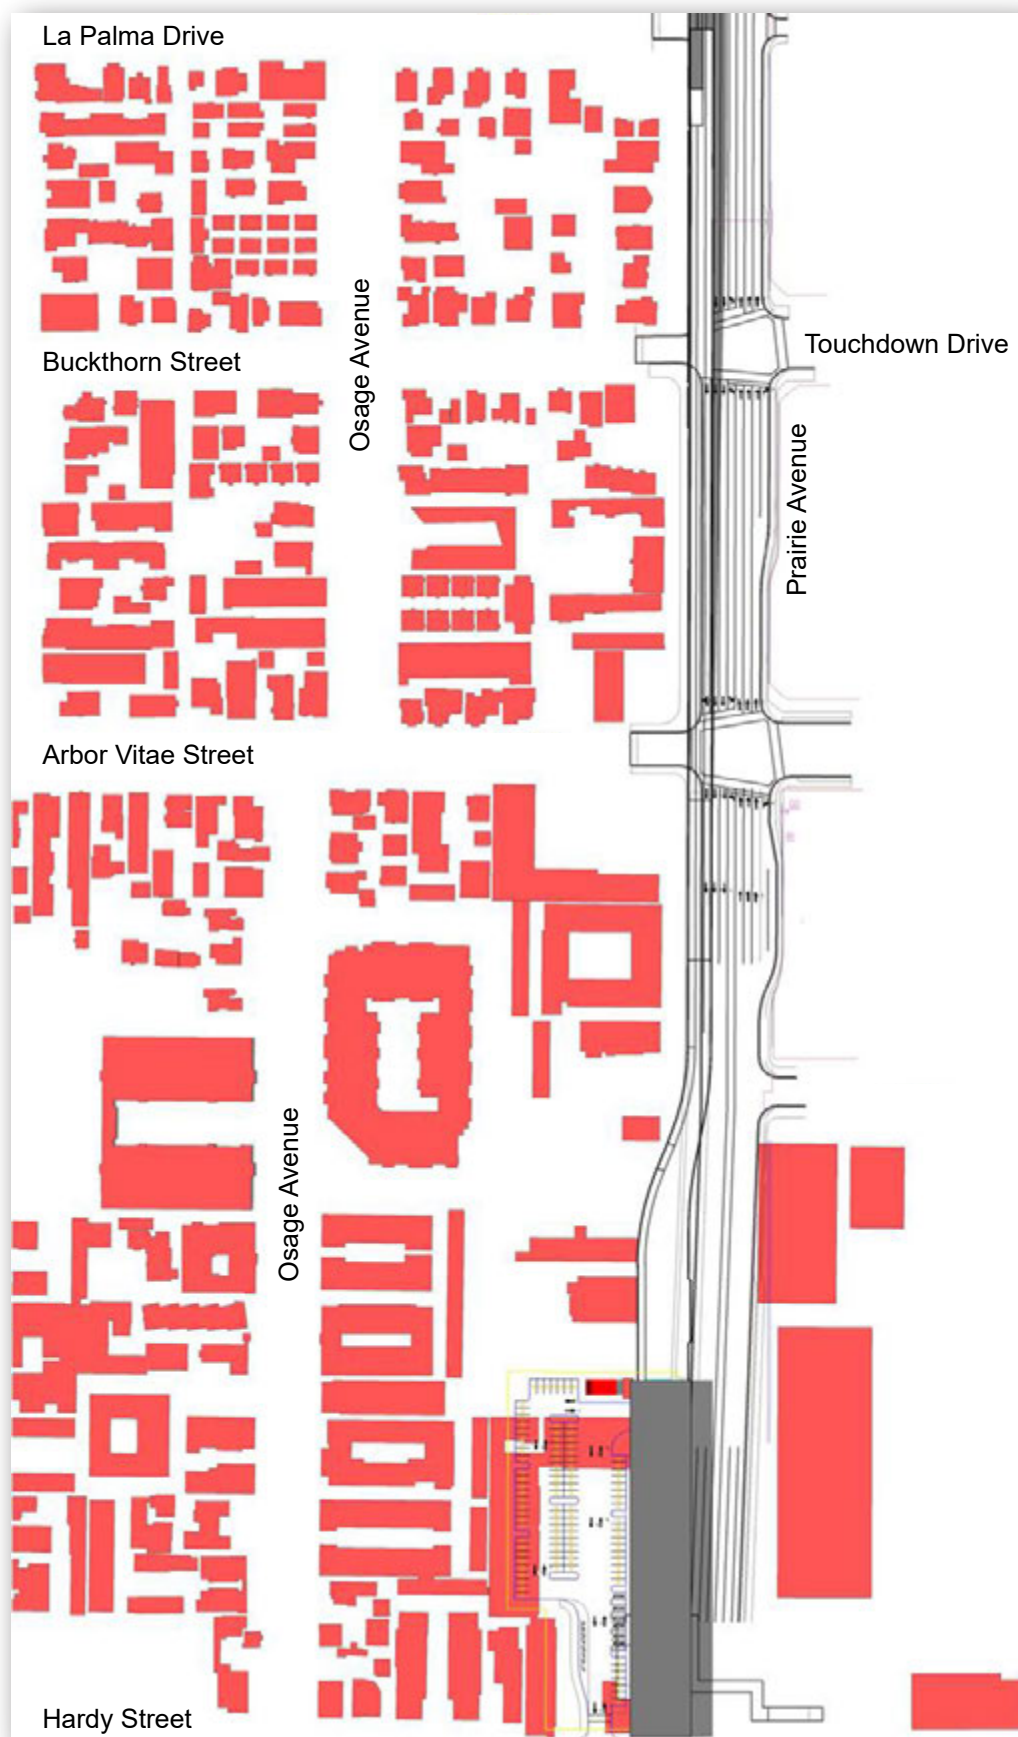 La Palma Drive
Osage Avenue
Touchdown Drive
Buckthorn Street
Prairie Avenue
Arbor Vitae Street
Osage Avenue
Hardy Street